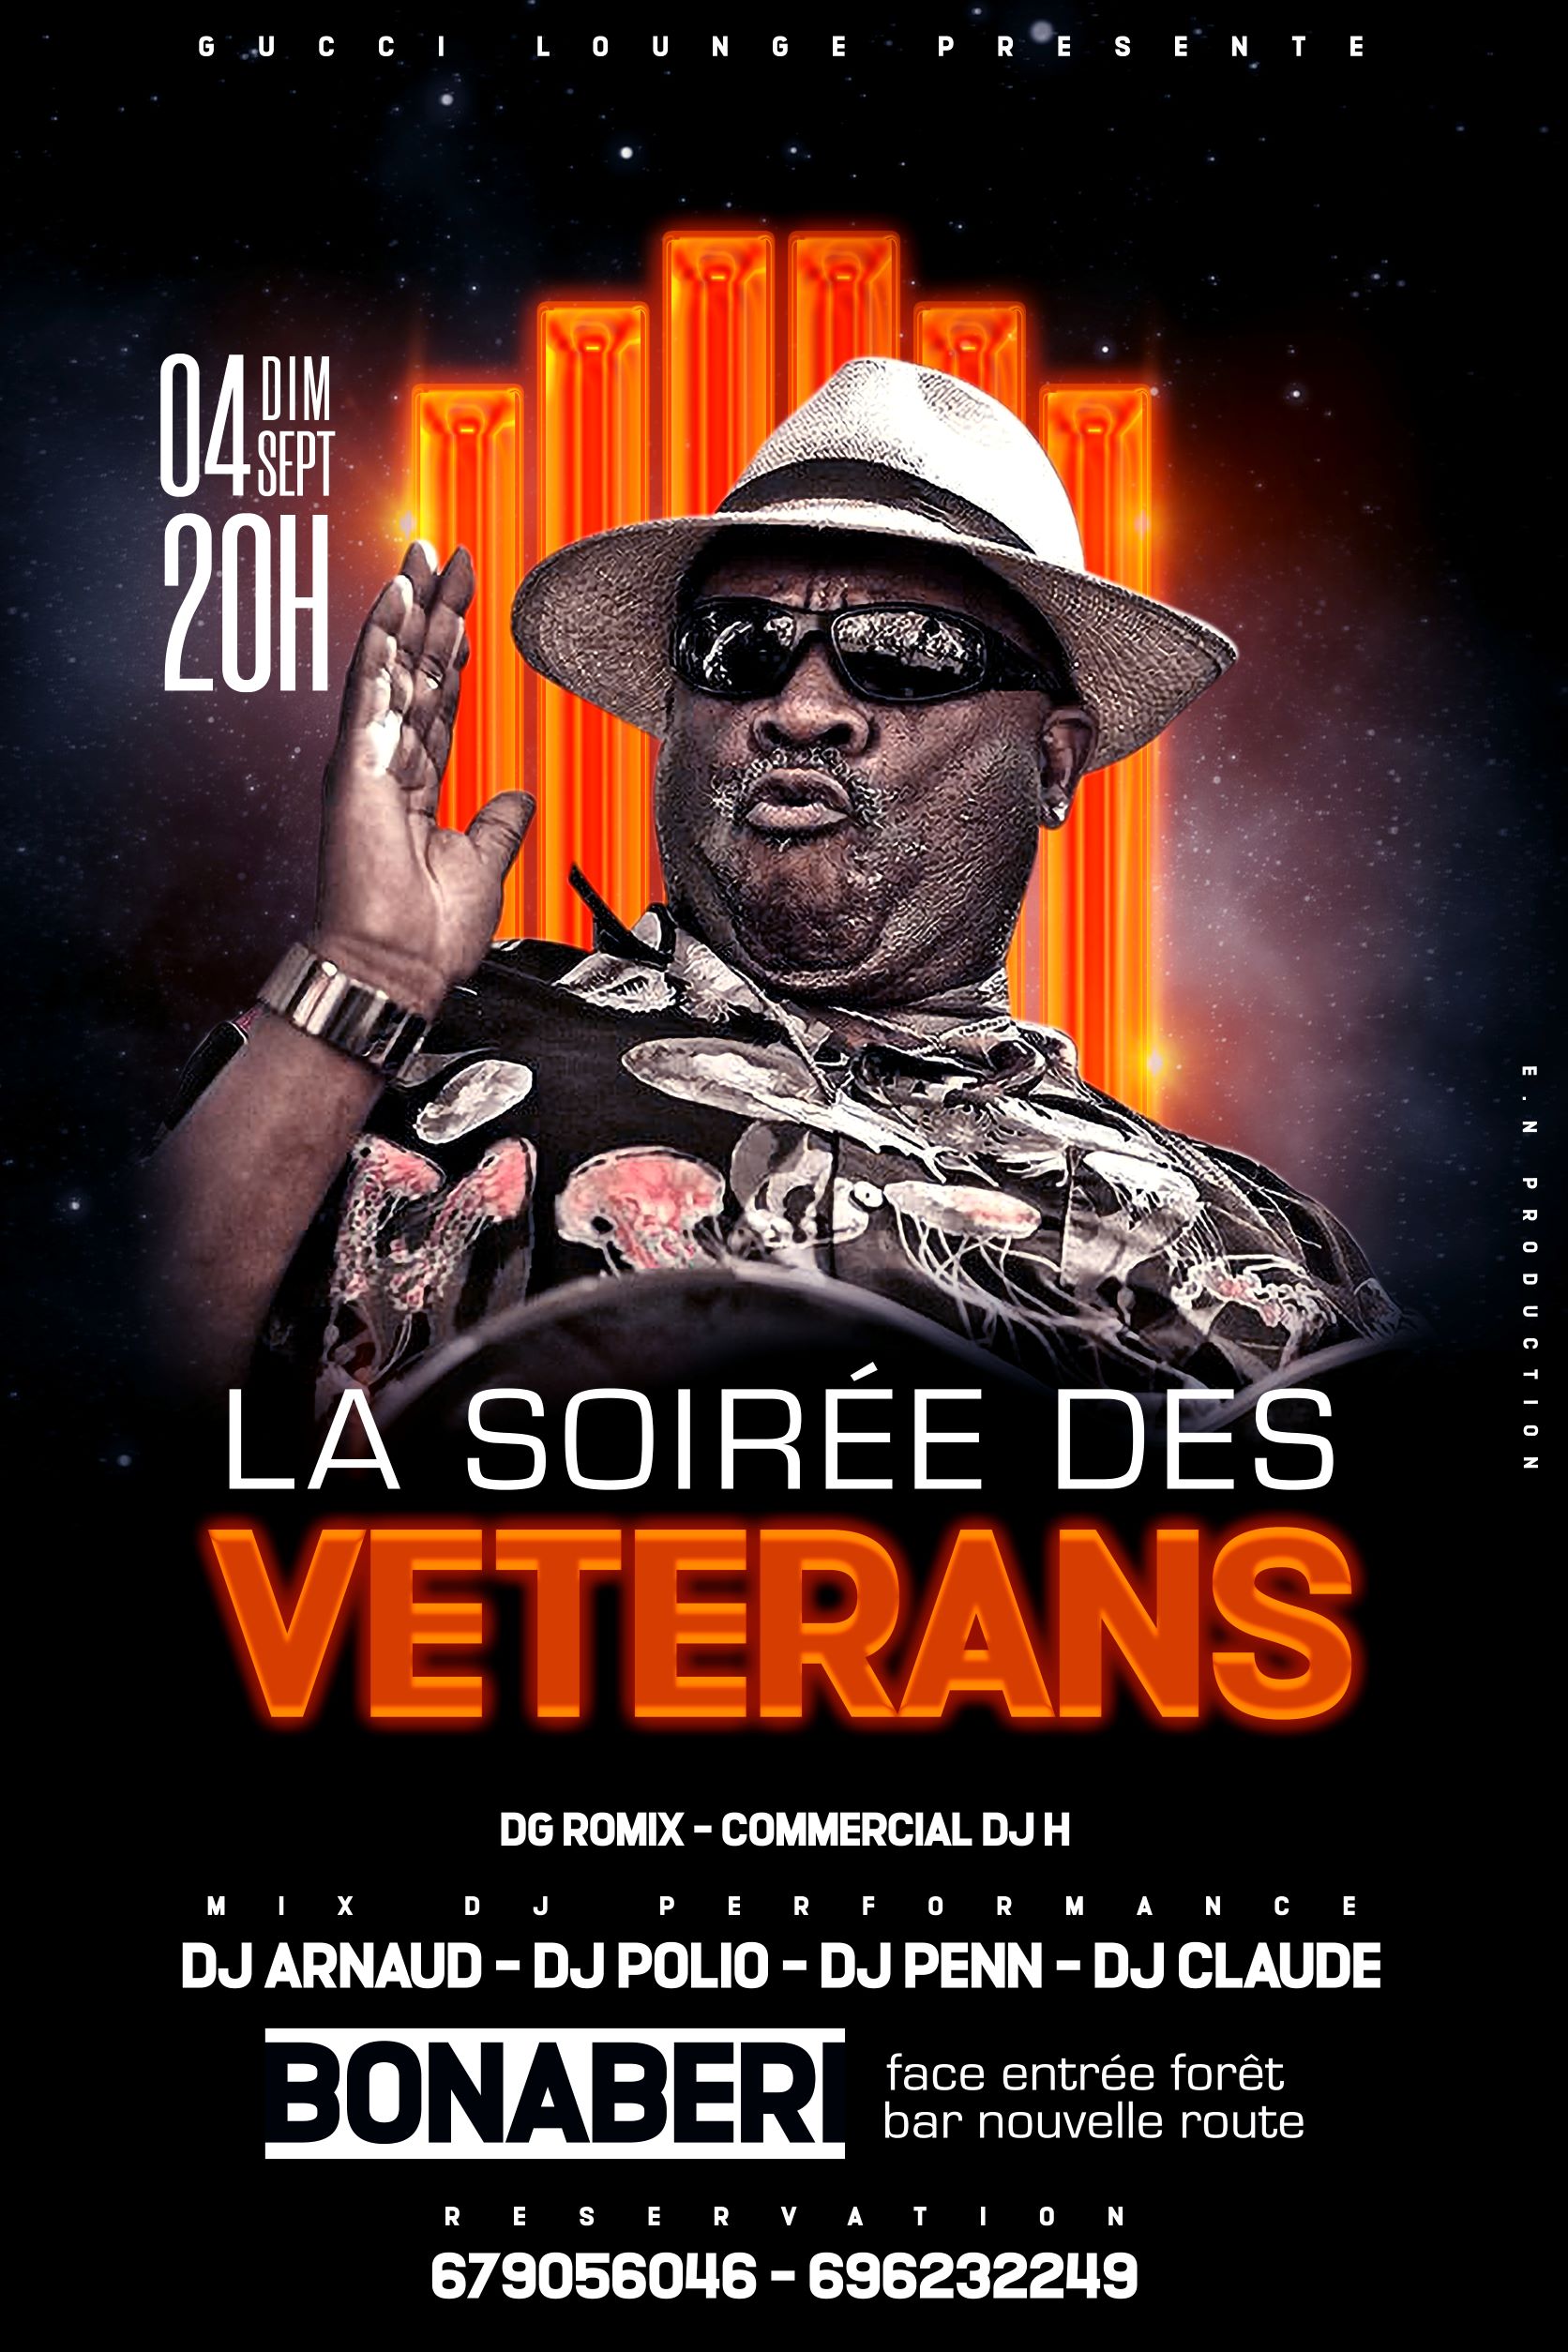 GUCCI LOUNGE PRESENTE
04 DIM
SEPT
20H
E.N PRODUCTION
LA SOIRÉE DES
VETERANS
DG ROMIX - COMMERCIAL DJ H
MIX DJ PERFORMANCE
DJ ARNAUD - DJ POLIO - DJ PENN - DJ CLAUDE
BONABERI
face entrée forêt
bar nouvelle route
RESERVATION
679056046 - 696232249